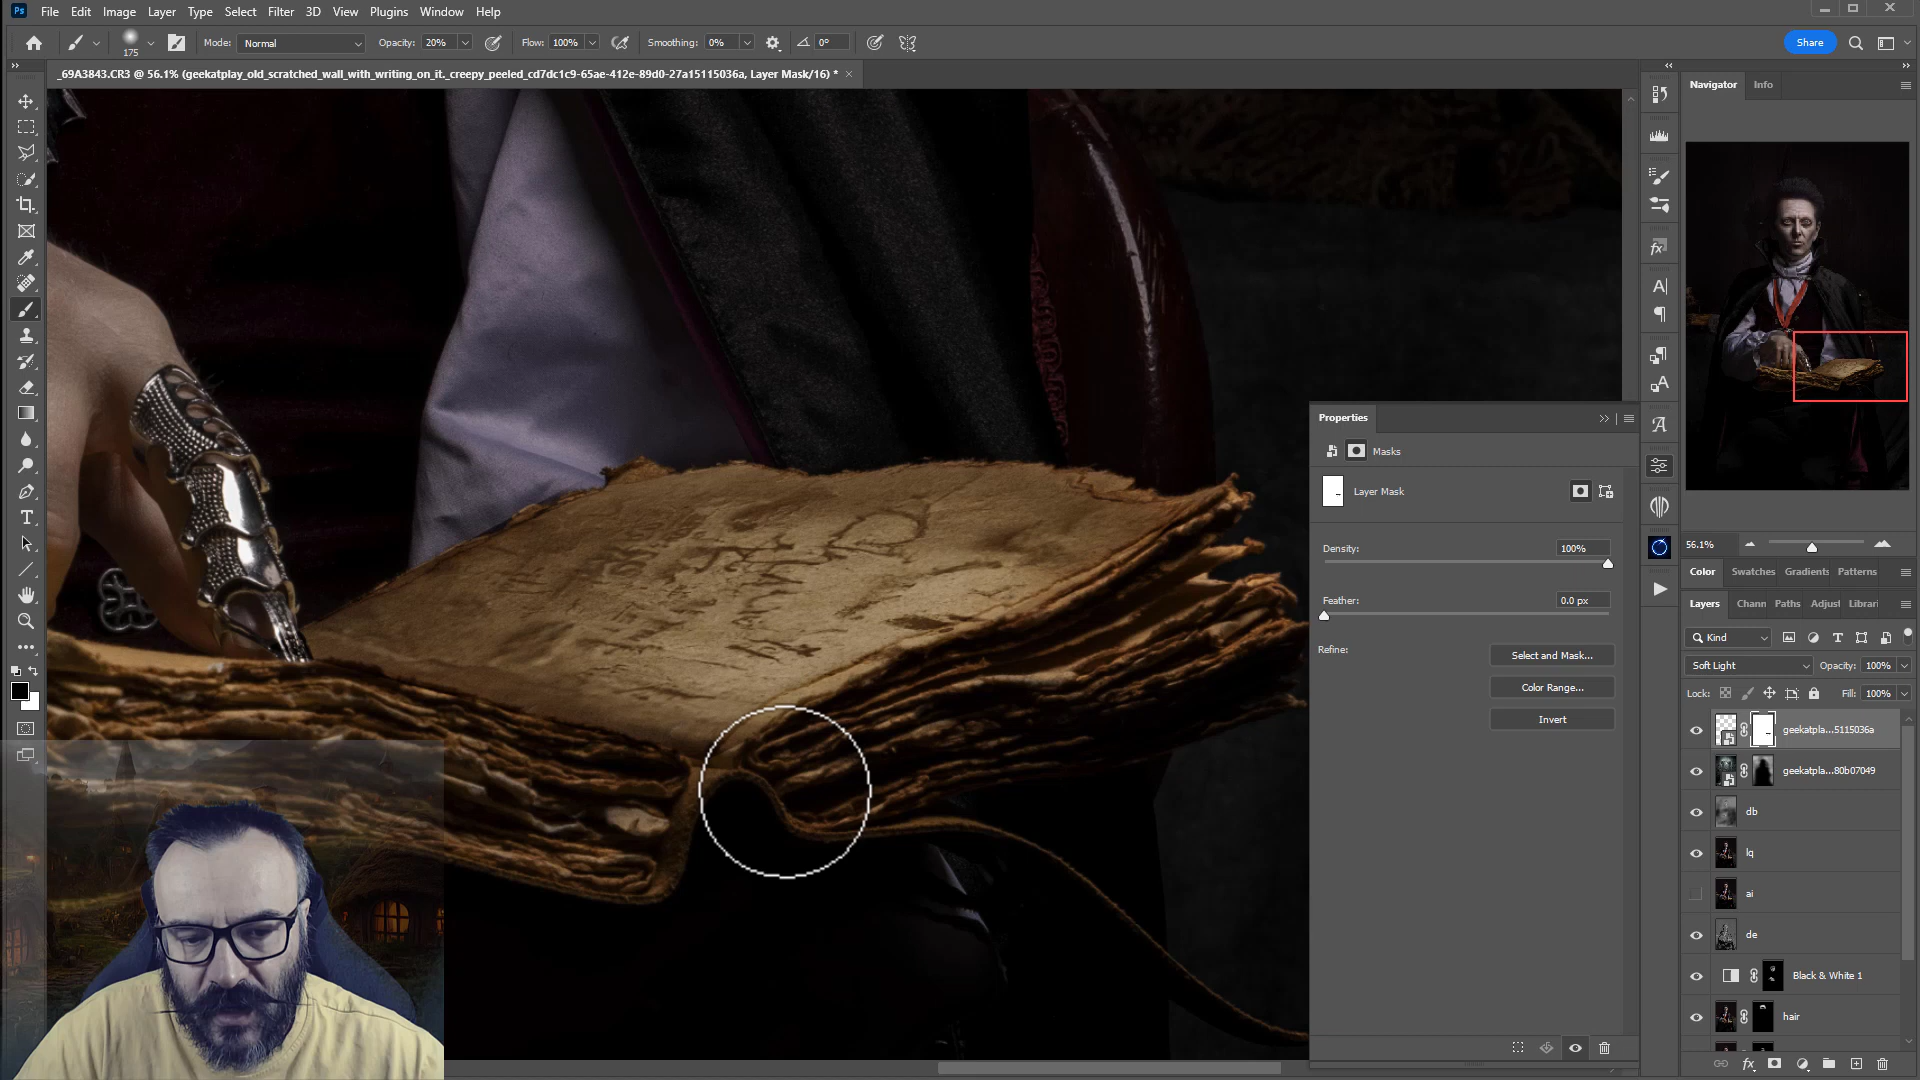 Ps File Edit Image Layer Type Select Filter 3D View Plugins Window Help
175 Mode: Normal Opacity: 20% Flow: 100% Smoothing: 0% 0° Share
_69A3843.CR3 @ 56.1% (geekatplay_old_scratched_wall_with_writing_on_it._creepy_peeled_cd7dc1c9-65ae-412e-89d0-27a15115036a, Layer Mask/16) * ×
Navigator Info
Properties
Masks
Layer Mask
Density: 100%
Feather: 0.0 px
Refine:
Select and Mask...
Color Range...
Invert
56.1%
Color Swatches Gradients Patterns
Layers Chann Paths Adjust Librari
Kind
Soft Light Opacity: 100%
Lock: Fill: 100%
geekatpla...5115036a
geekatpla...80b07049
db
lq
ai
de
Black & White 1
hair